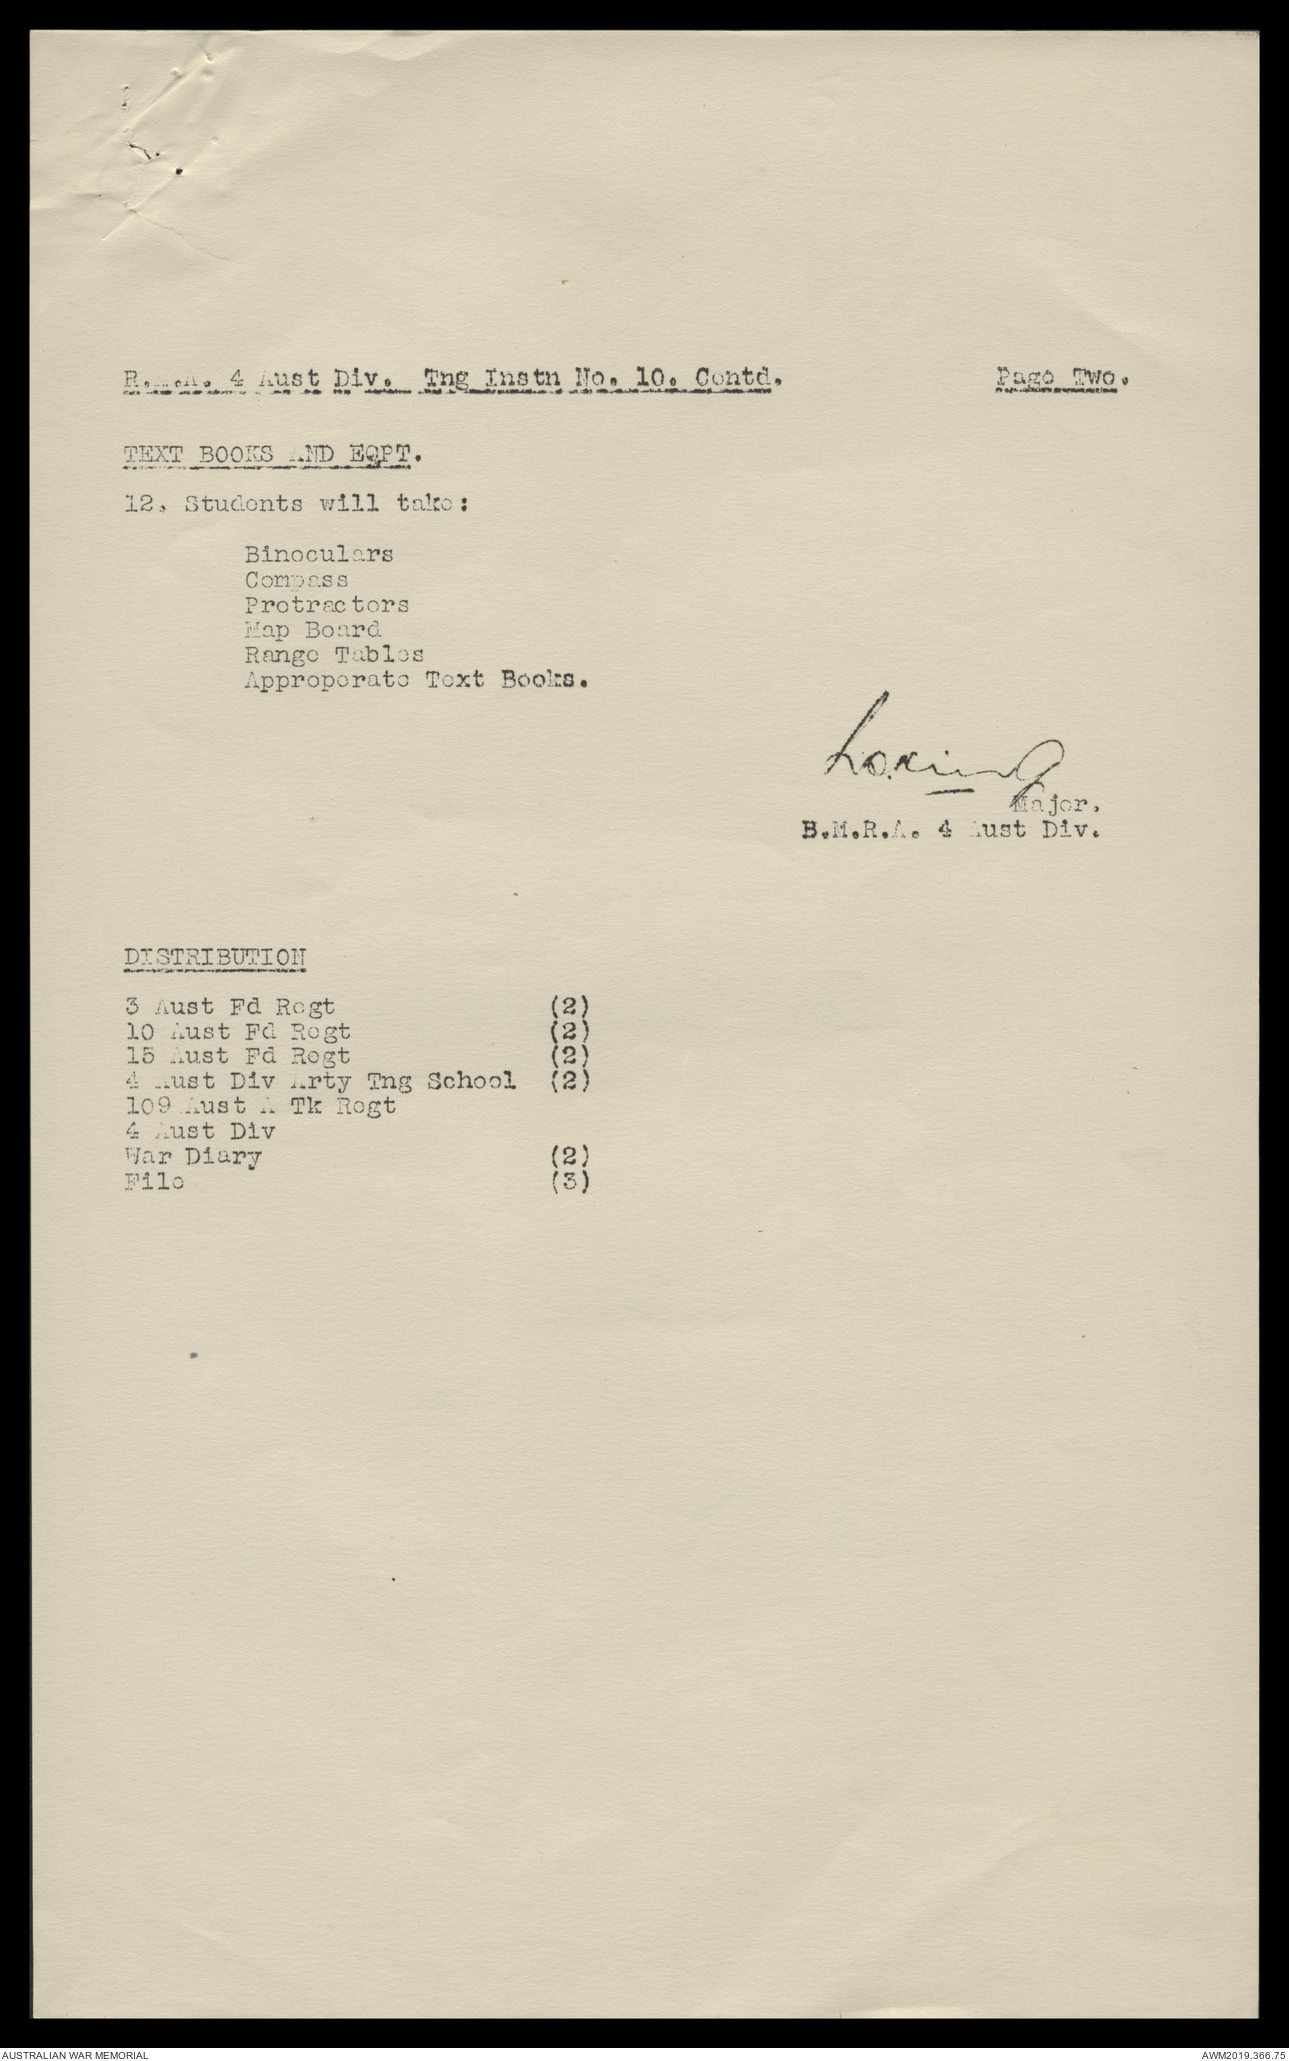 R.A.A. 4 Aust Div. Tng Instn No. 10. Contd. Page Two.
TEXT BOOKS AND EQPT.
12. Students will take:
Binoculars
Compass
Protractors
Map Board
Range Tables
Approperate Text Books.
Major.
B.M.R.A. 4 Aust Div.
DISTRIBUTION
3 Aust Fd Regt (2)
10 Aust Fd Regt (2)
15 Aust Fd Regt (2)
4 Aust Div Arty Tng School (2)
109 Aust A Tk Regt
4 Aust Div
War Diary (2)
File (3)
AUSTRALIAN WAR MEMORIAL AWM2019.366.75